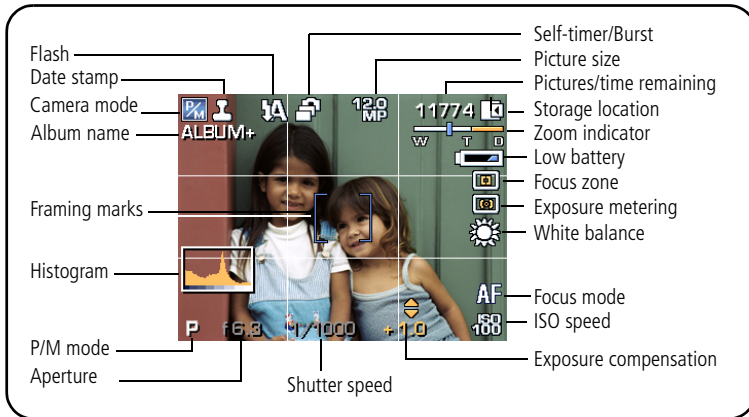 Self-timer/Burst
Flash
Picture size
Date stamp
Pictures/time remaining
Camera mode
P/M
A
12.0
MP
11774
Storage location
Album name
ALBUM+
Zoom indicator
W T D
Low battery
Focus zone
Framing marks
Exposure metering
White balance
Histogram
AF
Focus mode
ISO
100
ISO speed
P f6.3 1/1000 +1.0
P/M mode
Exposure compensation
Aperture
Shutter speed